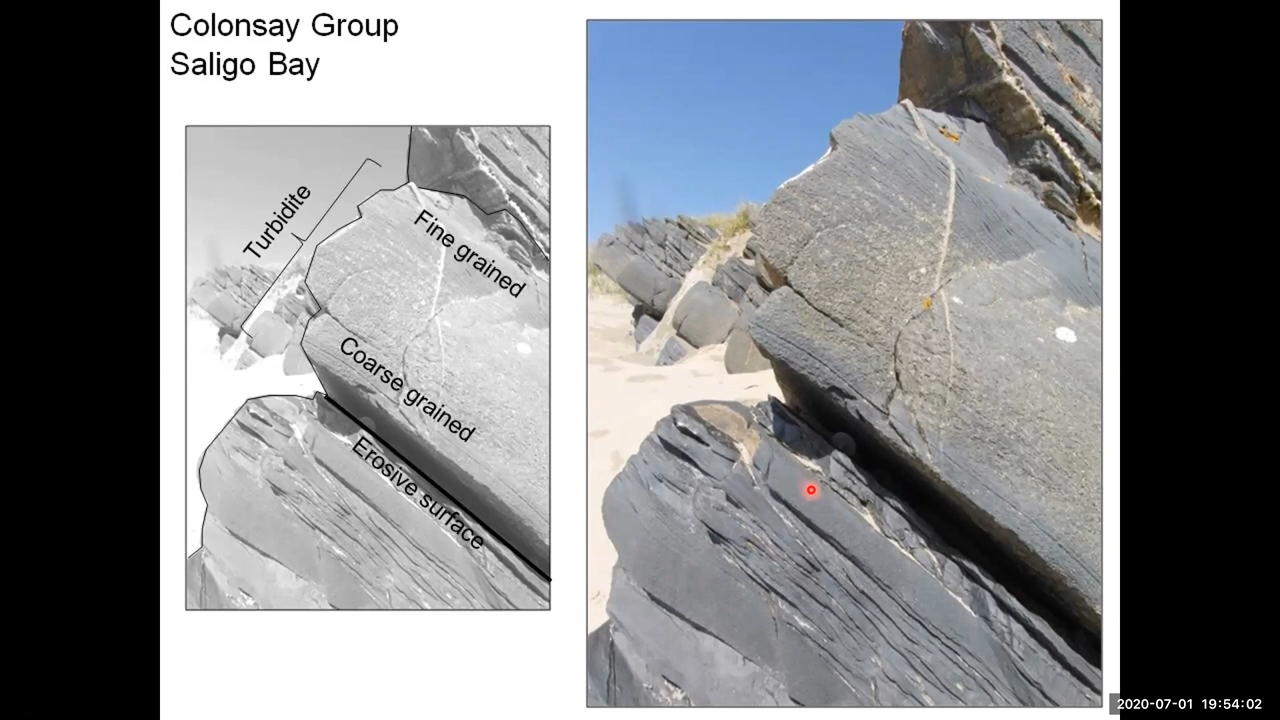 Colonsay Group
Saligo Bay
Turbidite
Fine grained
Coarse grained
Erosive surface
2020-07-01 19:54:02